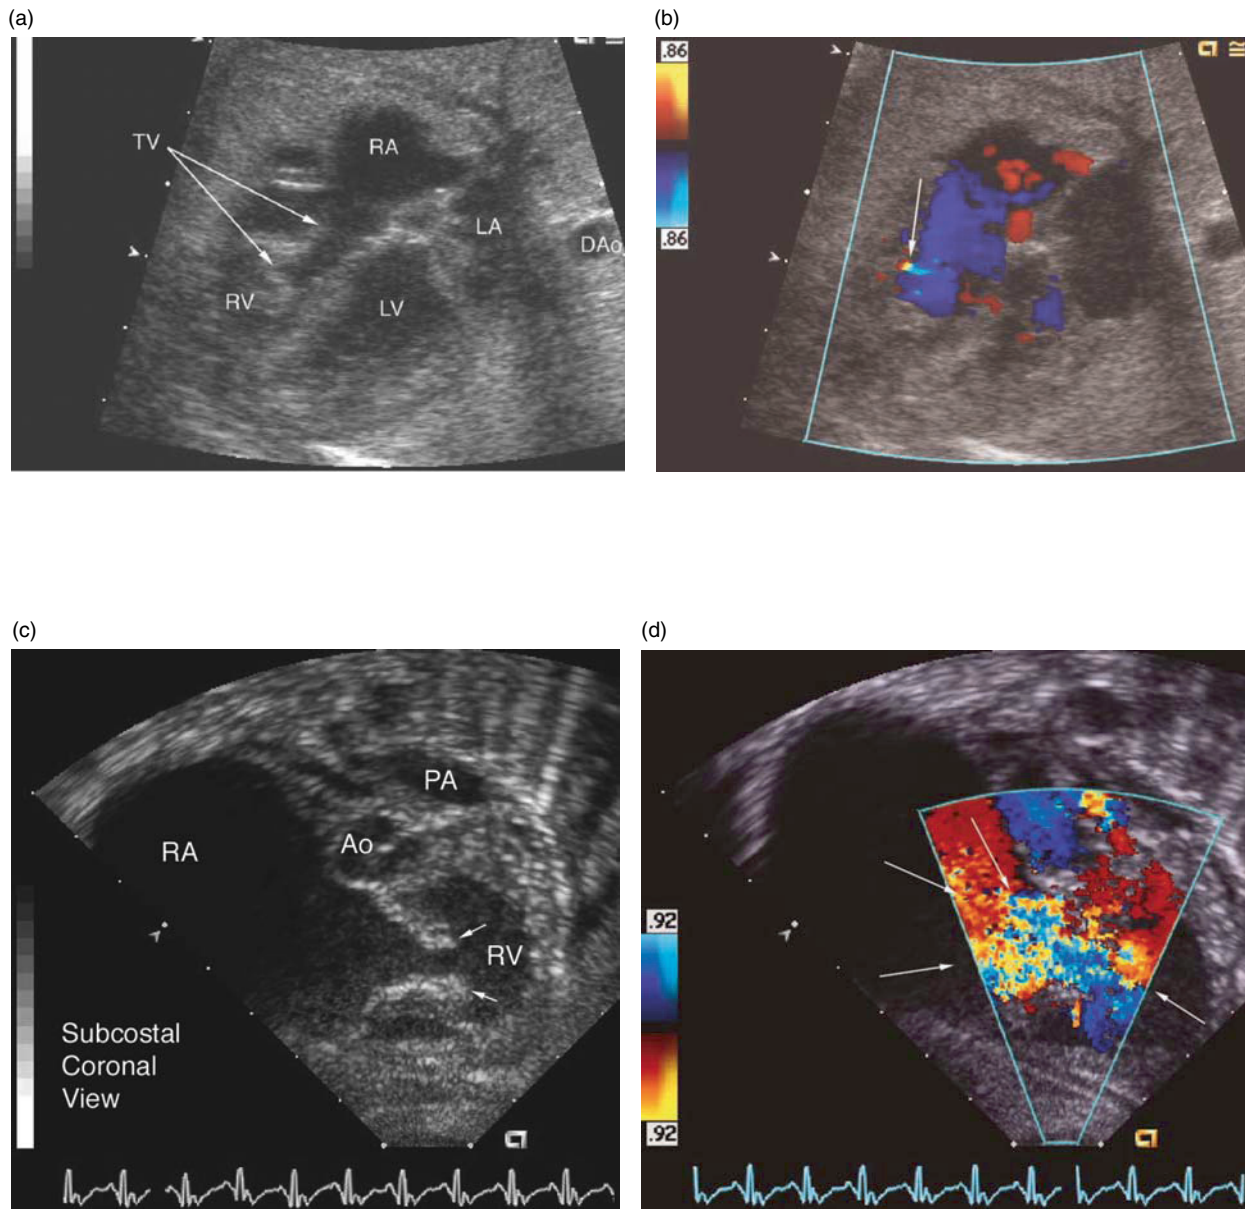 (a)
TV
RA
LA
DAo
RV
LV
(b)
.86
.86
(c)
PA
Ao
RA
RV
Subcostal
Coronal
View
(d)
.92
.92